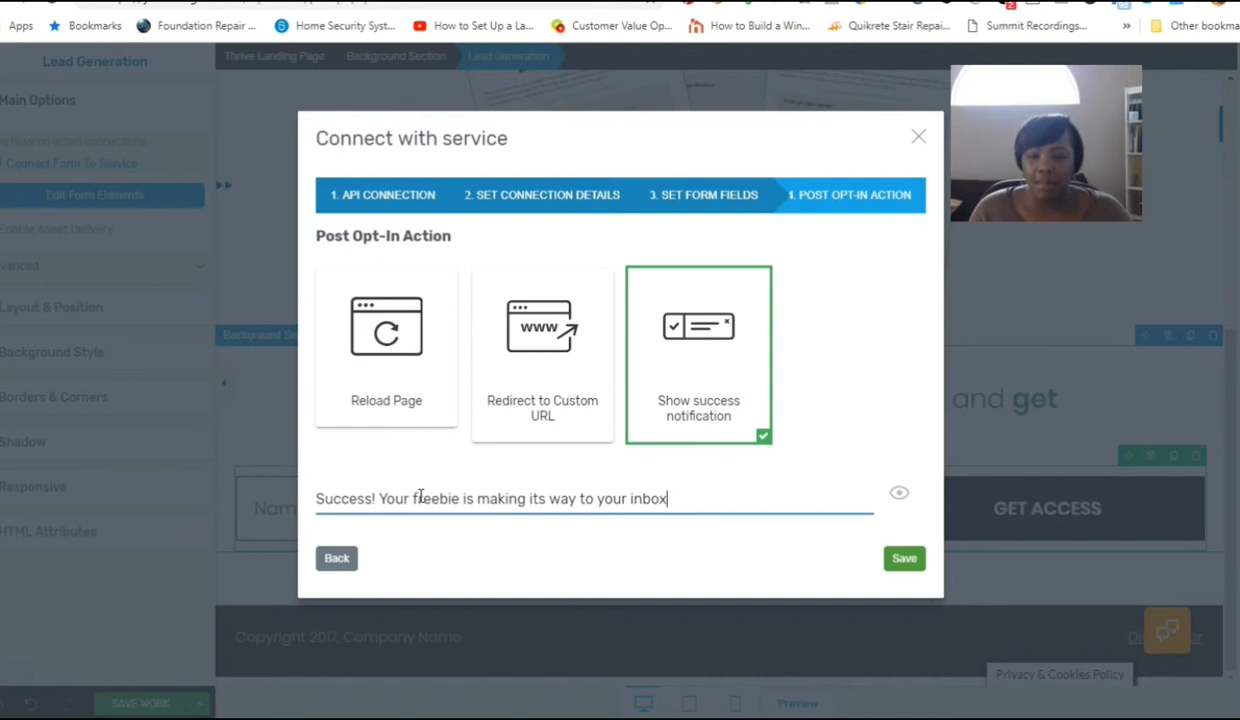 Apps Bookmarks Foundation Repair ... Home Security Syst... How to Set Up a La... Customer Value Op... How to Build a Win... Quikrete Stair Repai... Summit Recordings... » Other bookma
Lead Generation
Thrive Landing Page Background Section Lead Generation
Main Options
Connect Form To Service
Edit Form Elements
Enable Asset Delivery
vanced
Layout & Position
Background Style
Borders & Corners
Shadow
Responsive
HTML Attributes
Connect with service
1. API CONNECTION 2. SET CONNECTION DETAILS 3. SET FORM FIELDS 4. POST OPT-IN ACTION
Post Opt-In Action
www
Reload Page
Redirect to Custom
URL
Show success
notification
Success! Your freebie is making its way to your inbox
Back
Save
Background Se
and get
Nam
GET ACCESS
Copyright 2017, Company Name
Privacy & Cookies Policy
SAVE WORK
Preview